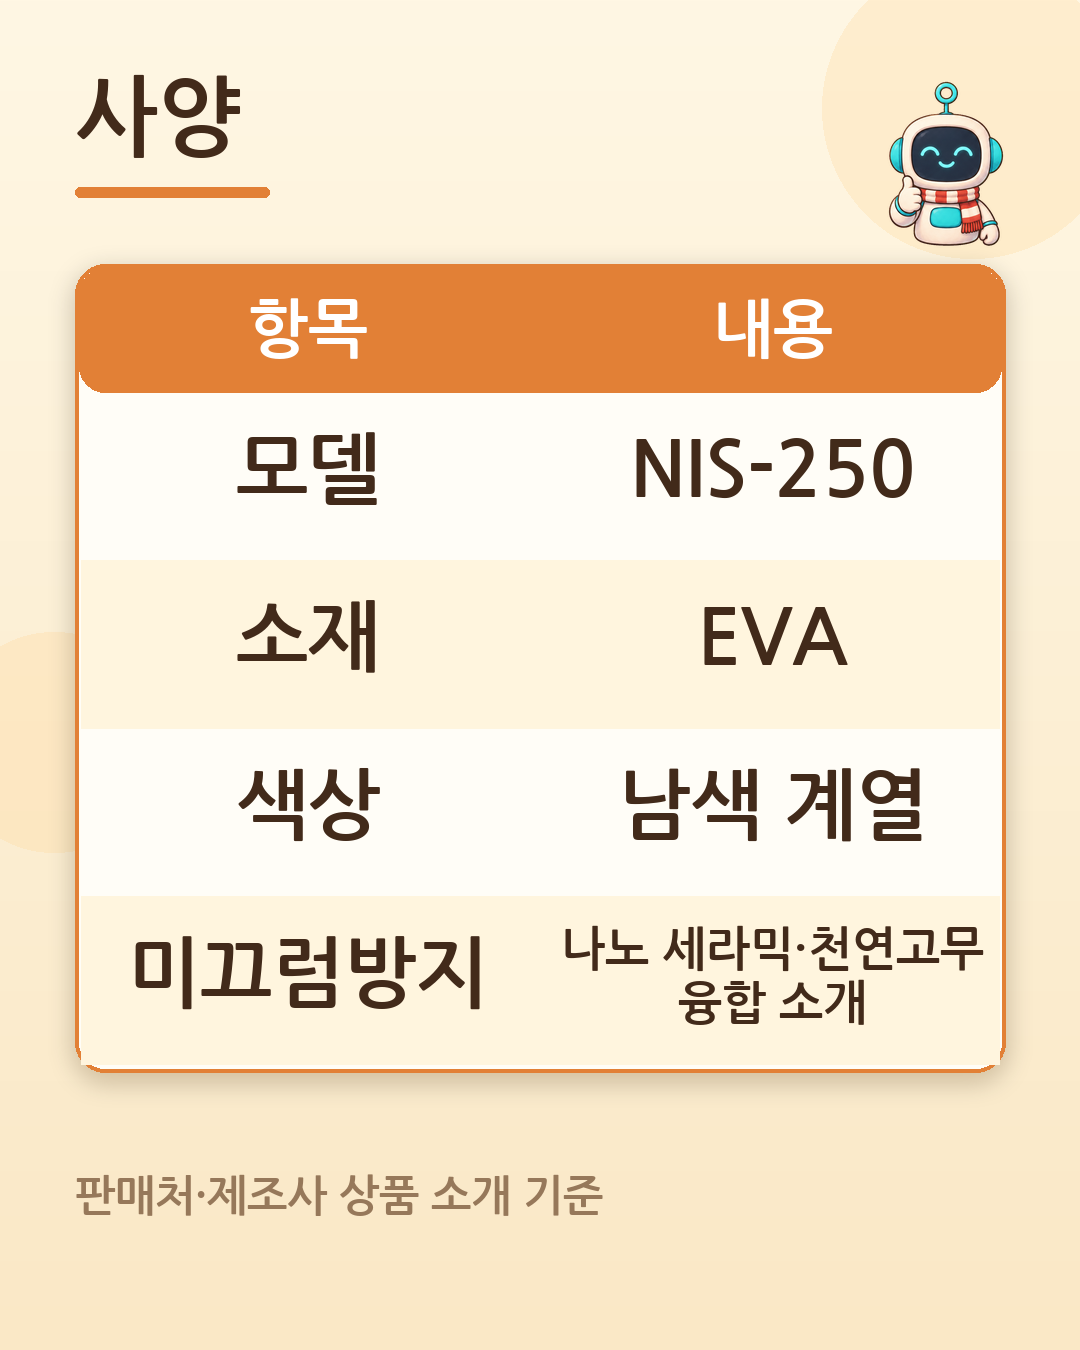 사양
항목 내용
모델 NIS-250
소재 EVA
색상 남색 계열
미끄럼방지 나노 세라믹·천연고무
융합 소개
판매처·제조사 상품 소개 기준